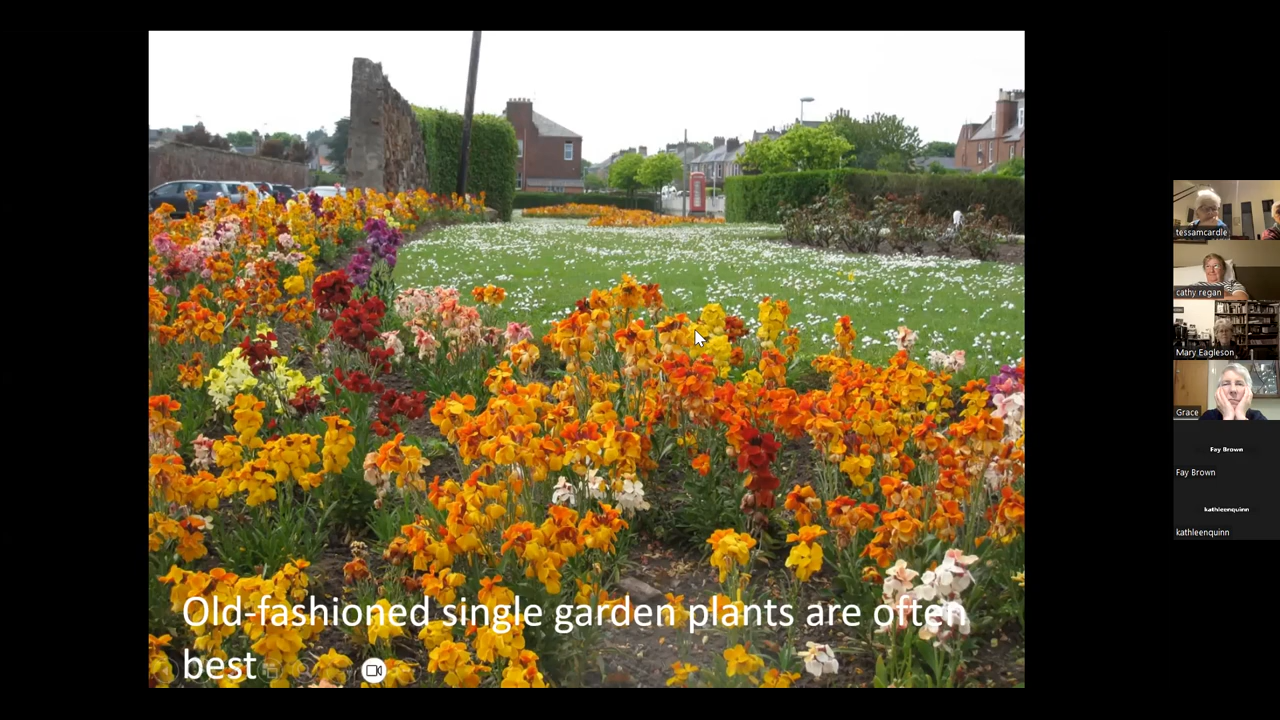 Old-fashioned single garden plants are often
best
tessamcardle
cathy regan
Mary Eagleson
Grace
Fay Brown
Fay Brown
kathleenquinn
kathleenquinn